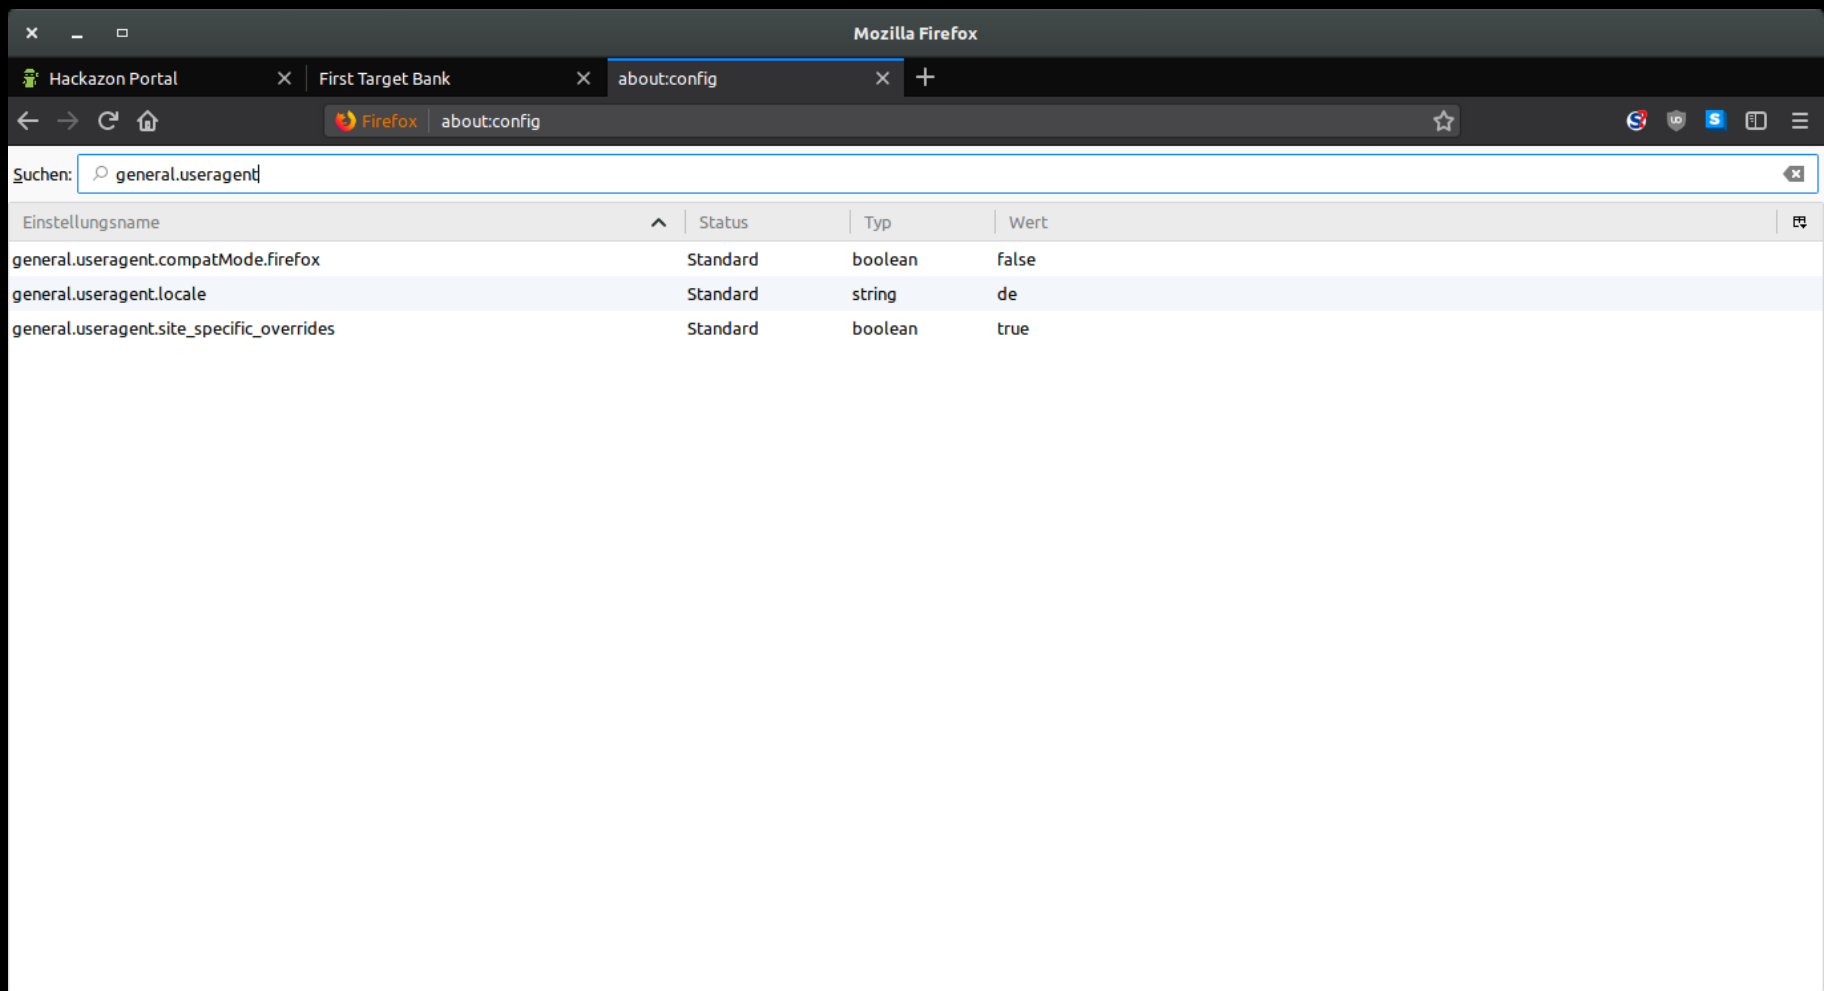 Mozilla Firefox
Hackazon Portal First Target Bank about:config
Firefox about:config
Suchen: general.useragent
Einstellungsname Status Typ Wert
general.useragent.compatMode.firefox Standard boolean false
general.useragent.locale Standard string de
general.useragent.site_specific_overrides Standard boolean true